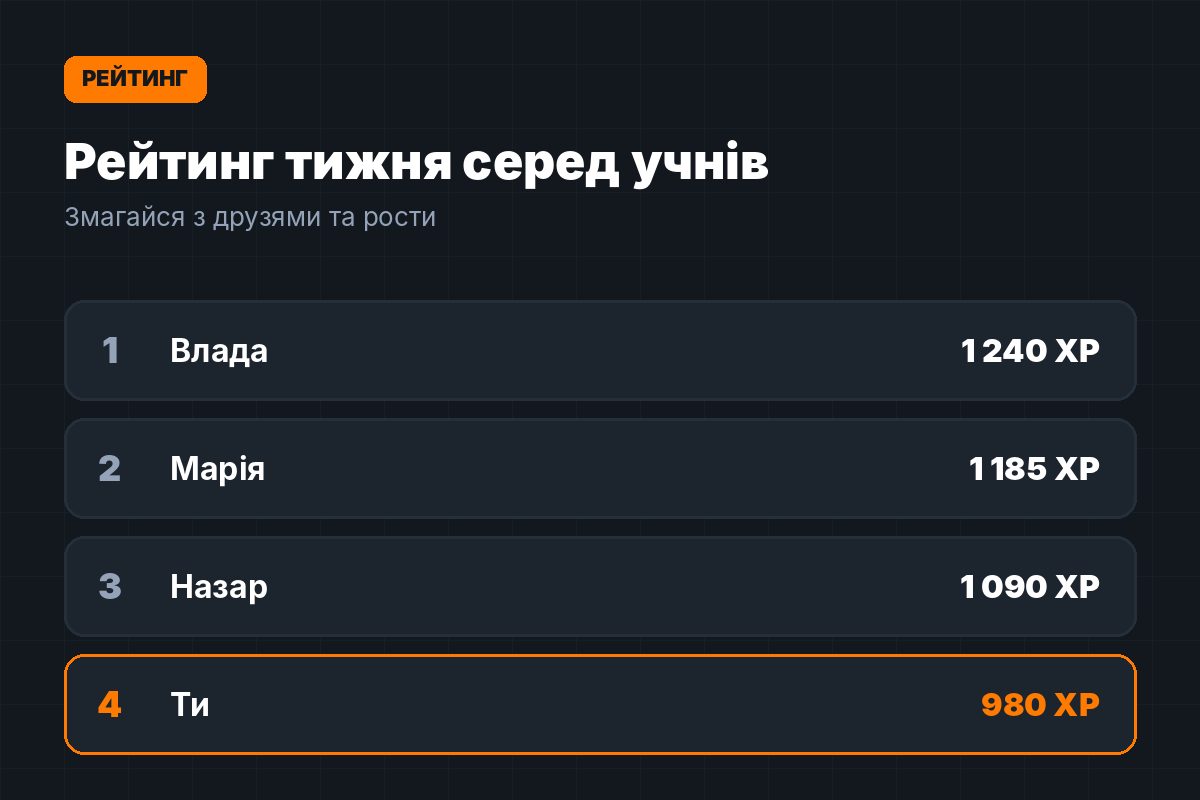 РЕЙТИНГ
Рейтинг тижня серед учнів
Змагайся з друзями та рости
1 Влада 1 240 XP
2 Марія 1 185 XP
3 Назар 1 090 XP
4 Ти 980 XP